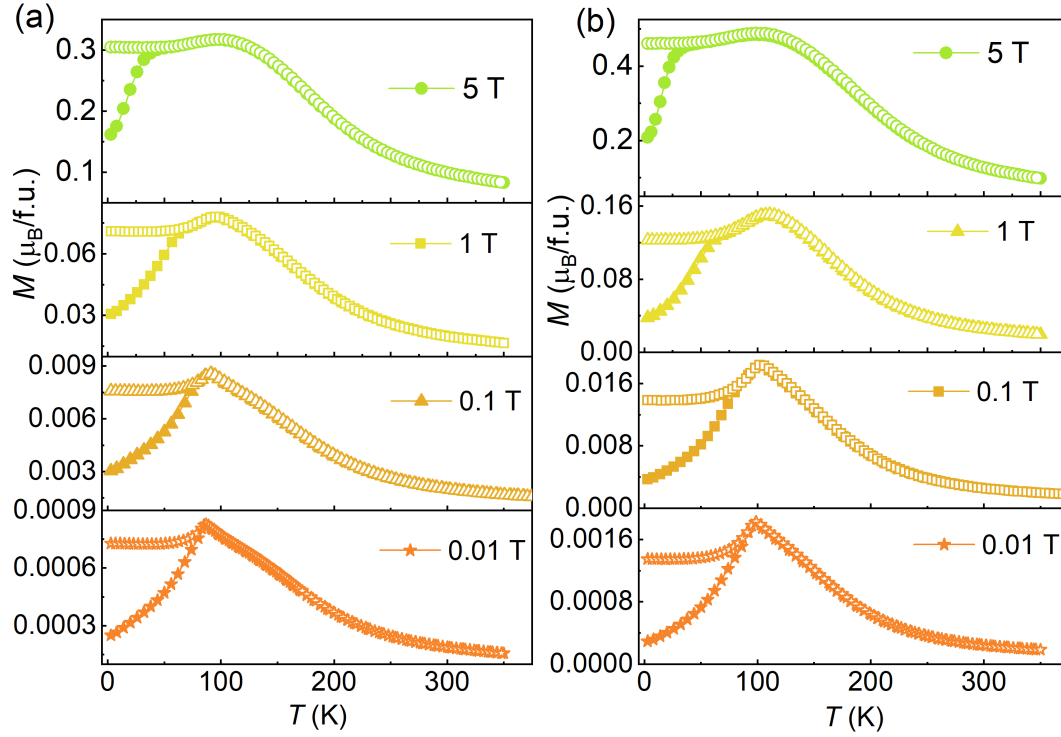 (a)
0.3
0.2
0.1
5 T
0.06
0.03
1 T
0.009
0.006
0.003
0.1 T
0.0009
0.0006
0.0003
0.01 T
M (μB/f.u.)
0
100
200
300
T (K)
(b)
0.4
0.2
5 T
0.16
0.08
0.00
1 T
0.016
0.008
0.000
0.1 T
0.0016
0.0008
0.0000
0.01 T
M (μB/f.u.)
0
100
200
300
T (K)